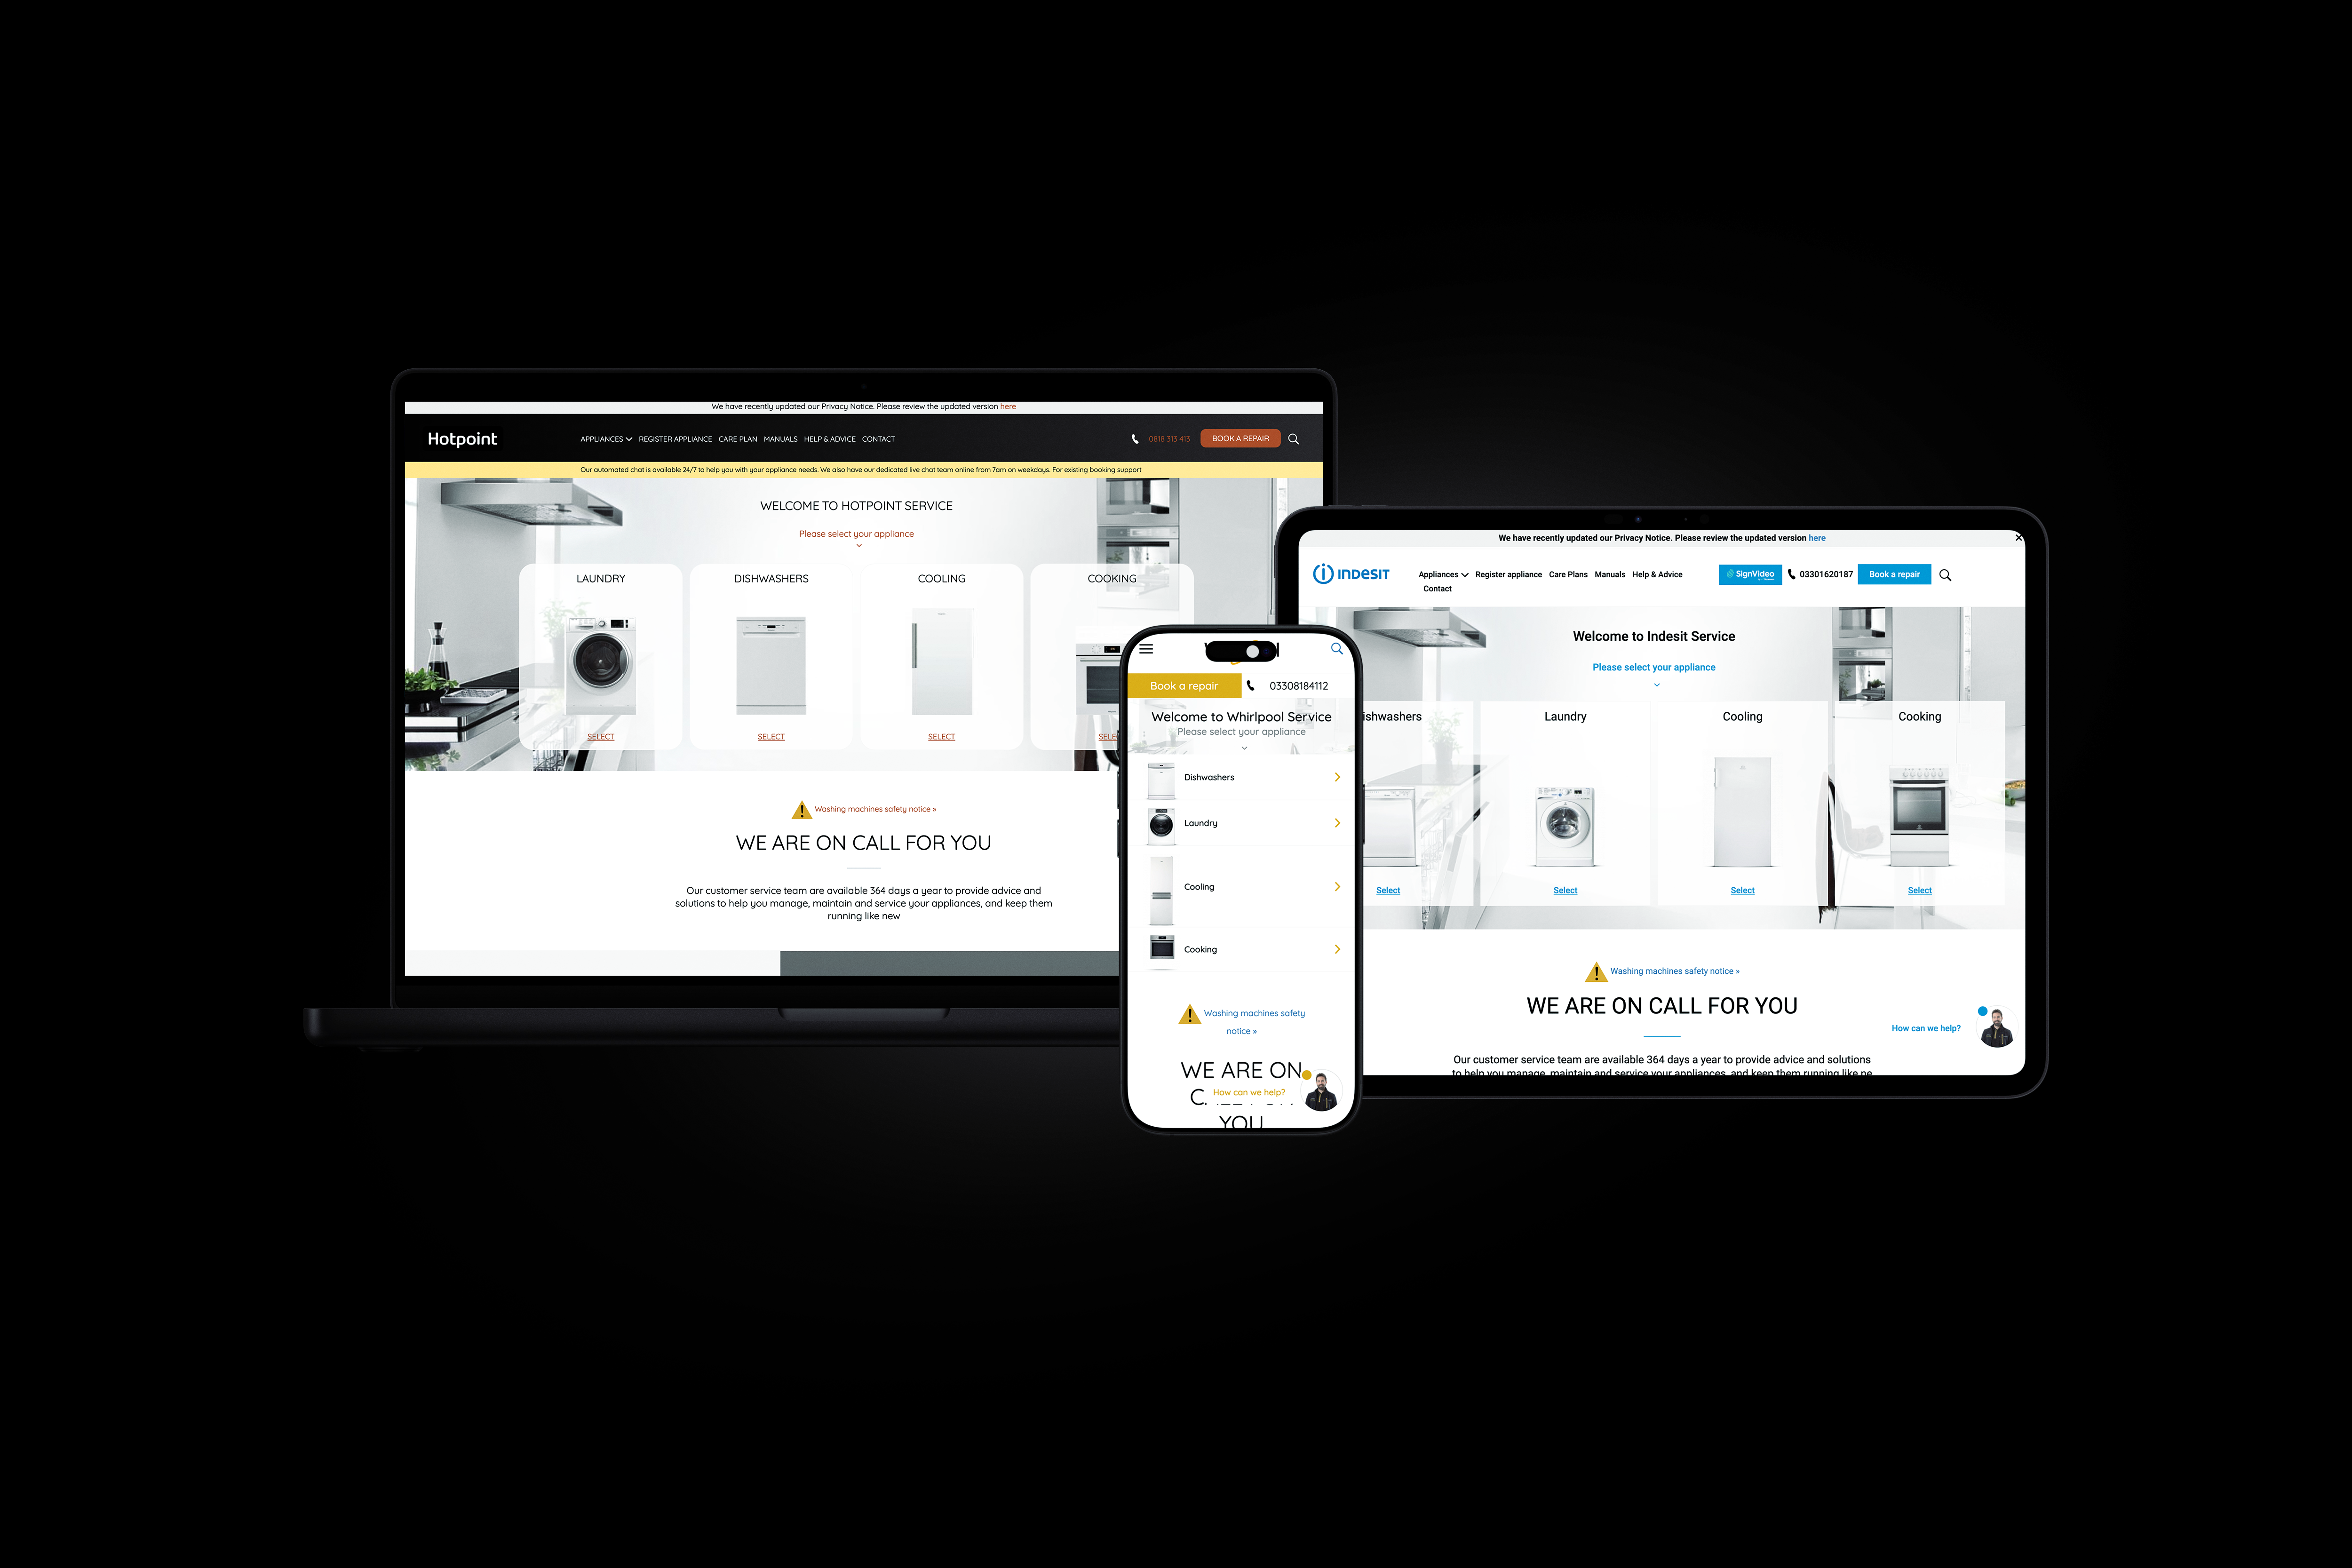 We have recently updated our Privacy Notice. Please review the updated version here
Hotpoint
APPLIANCES REGISTER APPLIANCE CARE PLAN MANUALS HELP & ADVICE CONTACT
0818 313 413
BOOK A REPAIR
Our automated chat is available 24/7 to help you with your appliance needs. We also have our dedicated live chat team online from 7am on weekdays. For existing booking support
WELCOME TO HOTPOINT SERVICE
Please select your appliance
LAUNDRY
DISHWASHERS
COOLING
COOKING
SELECT
SELECT
SELECT
SELE
Washing machines safety notice »
WE ARE ON CALL FOR YOU
Our customer service team are available 364 days a year to provide advice and
solutions to help you manage, maintain and service your appliances, and keep them
running like new
Book a repair
03308184112
Welcome to Whirlpool Service
Please select your appliance
Dishwashers
Laundry
Cooling
Cooking
Washing machines safety
notice »
WE ARE ON
How can we help?
YOU
We have recently updated our Privacy Notice. Please review the updated version here
INDESIT
Appliances Register appliance Care Plans Manuals Help & Advice
Contact
SignVideo
03301620187
Book a repair
Welcome to Indesit Service
Please select your appliance
ishwashers
Laundry
Cooling
Cooking
Select
Select
Select
Select
Washing machines safety notice »
WE ARE ON CALL FOR YOU
How can we help?
Our customer service team are available 364 days a year to provide advice and solutions
to help you manage, maintain and service your appliances, and keep them running like ne